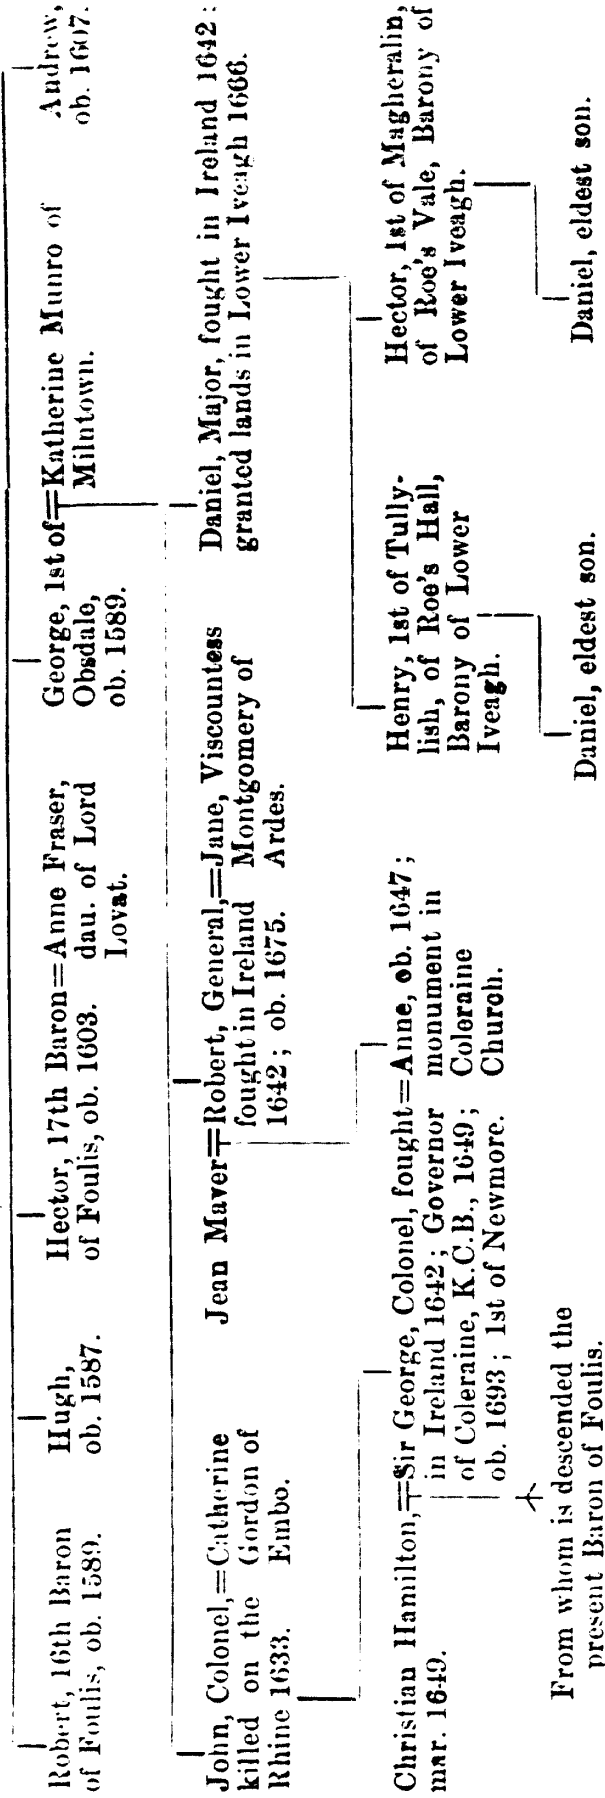 Robert, 16th Baron
of Foulis, ob. 1589.
Hugh,
ob. 1587.
Hector, 17th Baron=Anne Fraser,
of Foulis, ob. 1603. dau. of Lord
Lovat.
George, 1st of=Katherine Munro of
Obsdale, Milntown.
ob. 1589.
Andrew,
ob. 1607.
John, Colonel,=Catherine
killed on the Gordon of
Rhine 1633. Embo.
Jean Maver=Robert, General,=Jane, Viscountess
fought in Ireland Montgomery of
1642; ob. 1675. Ardes.
Daniel, Major, fought in Ireland 1642:
granted lands in Lower Iveagh 1666.
Christian Hamilton,=Sir George, Colonel, fought=Anne, ob. 1647;
mar. 1649. in Ireland 1642; Governor monument in
of Coleraine, K.C.B., 1649; Coleraine
ob. 1693; 1st of Newmore. Church.
Henry, 1st of Tully-
lish, of Roe's Hall,
Barony of Lower
Iveagh.
Hector, 1st of Magheralin,
of Roe's Vale, Barony of
Lower Iveagh.
From whom is descended the
present Baron of Foulis.
Daniel, eldest son.
Daniel, eldest son.